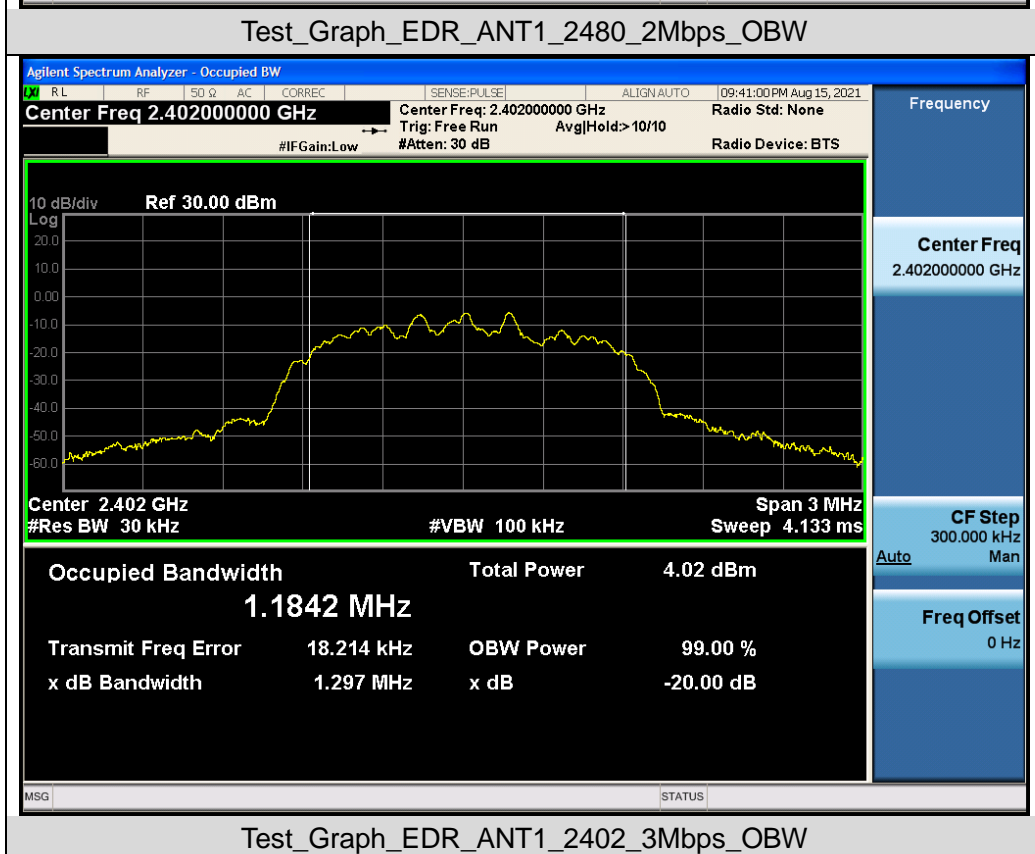 Test_Graph_EDR_ANT1_2480_2Mbps_OBW
Agilent Spectrum Analyzer - Occupied BW
LXI RL RF 50 Ω AC CORREC SENSE:PULSE ALIGN AUTO 09:41:00 PM Aug 15, 2021
Center Freq 2.402000000 GHz
Center Freq: 2.402000000 GHz Radio Std: None
Trig: Free Run Avg|Hold:> 10/10
#IFGain:Low #Atten: 30 dB Radio Device: BTS
Frequency
10 dB/div Ref 30.00 dBm
Log
20.0
10.0
0.00
-10.0
-20.0
-30.0
-40.0
-50.0
-60.0
Center 2.402 GHz Span 3 MHz
#Res BW 30 kHz #VBW 100 kHz Sweep 4.133 ms
Center Freq
2.402000000 GHz
CF Step
300.000 kHz
Auto Man
Freq Offset
0 Hz
Occupied Bandwidth Total Power 4.02 dBm
1.1842 MHz
Transmit Freq Error 18.214 kHz OBW Power 99.00 %
x dB Bandwidth 1.297 MHz x dB -20.00 dB
MSG STATUS
Test_Graph_EDR_ANT1_2402_3Mbps_OBW